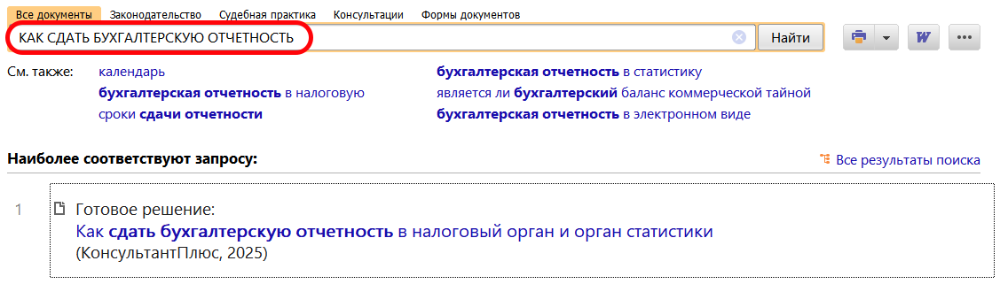 Все документы Законодательство Судебная практика Консультации Формы документов
КАК СДАТЬ БУХГАЛТЕРСКУЮ ОТЧЕТНОСТЬ Найти W
См. также: календарь бухгалтерская отчетность в статистику
бухгалтерская отчетность в налоговую является ли бухгалтерский баланс коммерческой тайной
сроки сдачи отчетности бухгалтерская отчетность в электронном виде
Наиболее соответствуют запросу: Все результаты поиска
1 Готовое решение:
Как сдать бухгалтерскую отчетность в налоговый орган и орган статистики
(КонсультантПлюс, 2025)